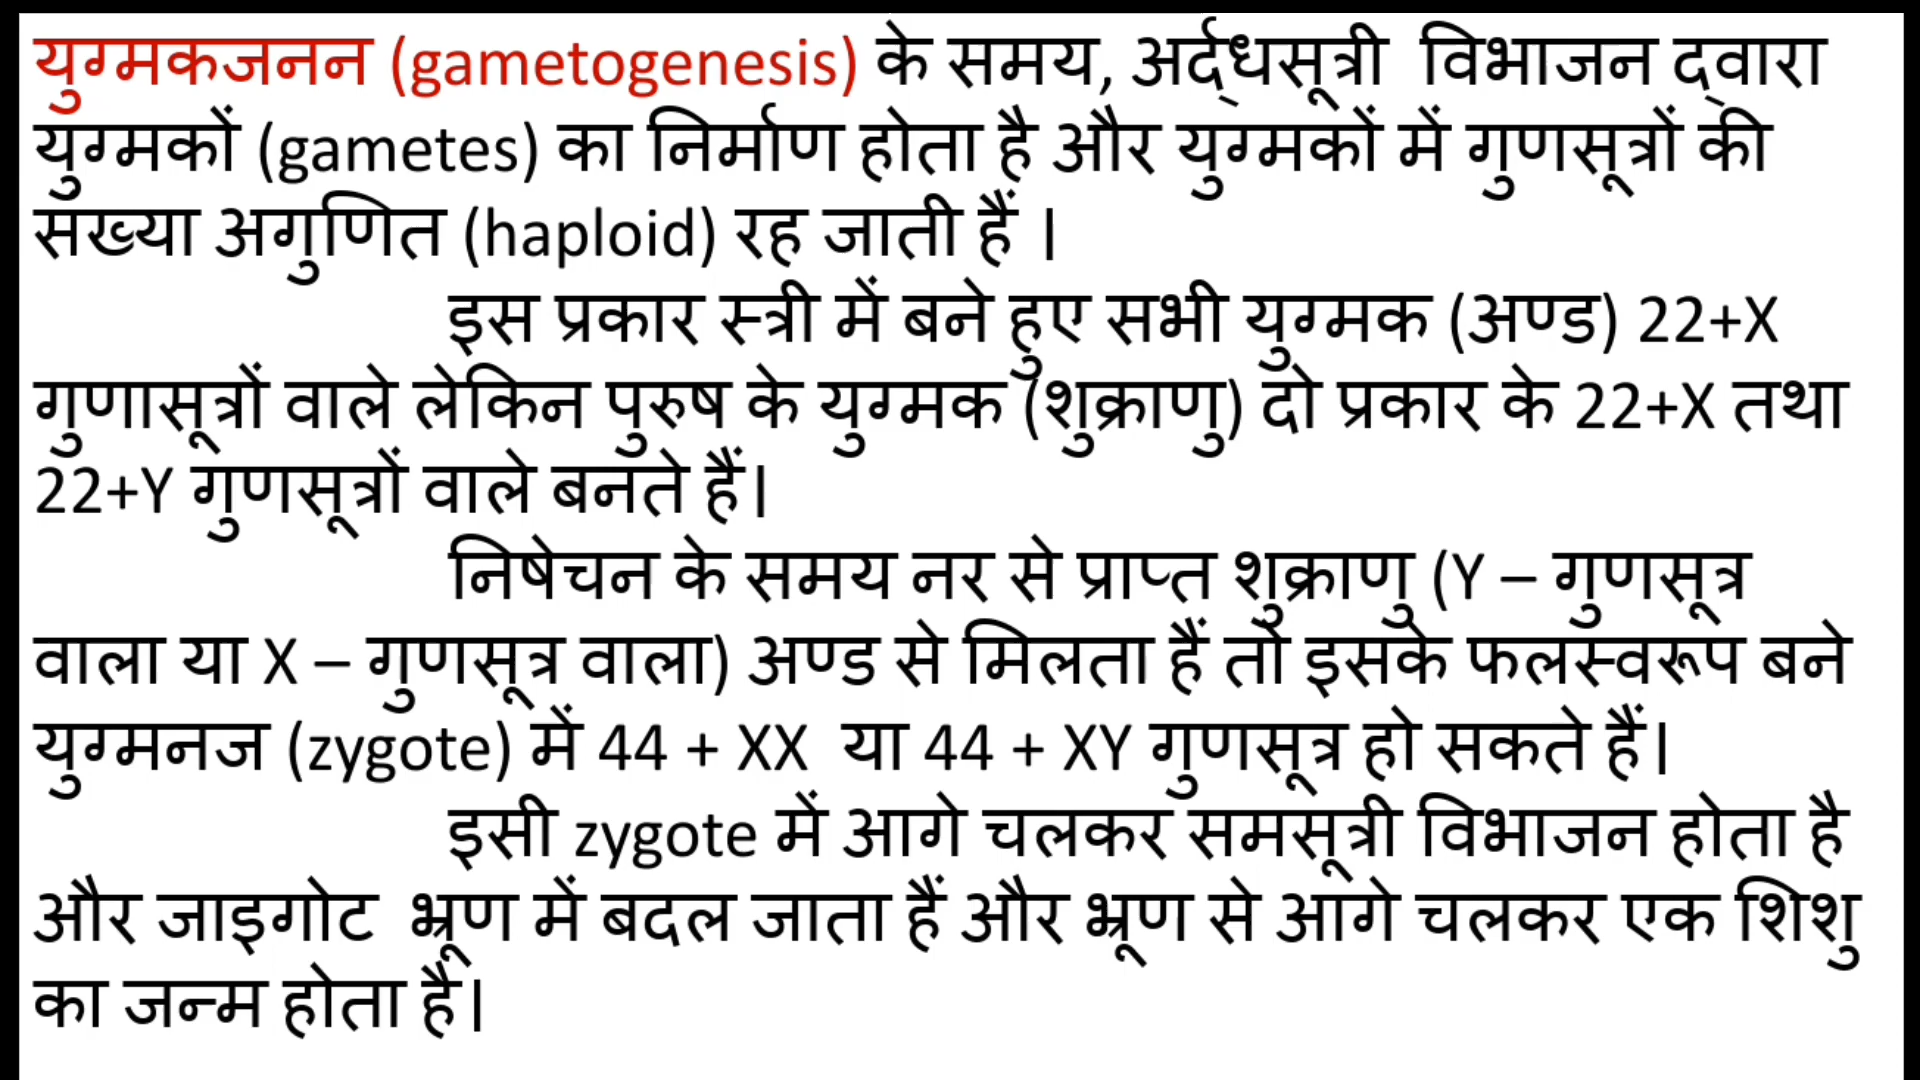 युग्मकजनन (gametogenesis) के समय, अर्द्धसूत्री विभाजन द्वारा
युग्मकों (gametes) का निर्माण होता है और युग्मकों में गुणसूत्रों की
सख्या अगुणित (haploid) रह जाती हैं ।
इस प्रकार स्त्री में बने हुए सभी युग्मक (अण्ड) 22+X
गुणासूत्रों वाले लेकिन पुरुष के युग्मक (शुक्राणु) दो प्रकार के 22+X तथा
22+Y गुणसूत्रों वाले बनते हैं।
निषेचन के समय नर से प्राप्त शुक्राणु (Y – गुणसूत्र
वाला या X – गुणसूत्र वाला) अण्ड से मिलता हैं तो इसके फलस्वरूप बने
युग्मनज (zygote) में 44 + XX या 44 + XY गुणसूत्र हो सकते हैं।
इसी zygote में आगे चलकर समसूत्री विभाजन होता है
और जाइगोट भ्रूण में बदल जाता हैं और भ्रूण से आगे चलकर एक शिशु
का जन्म होता है।